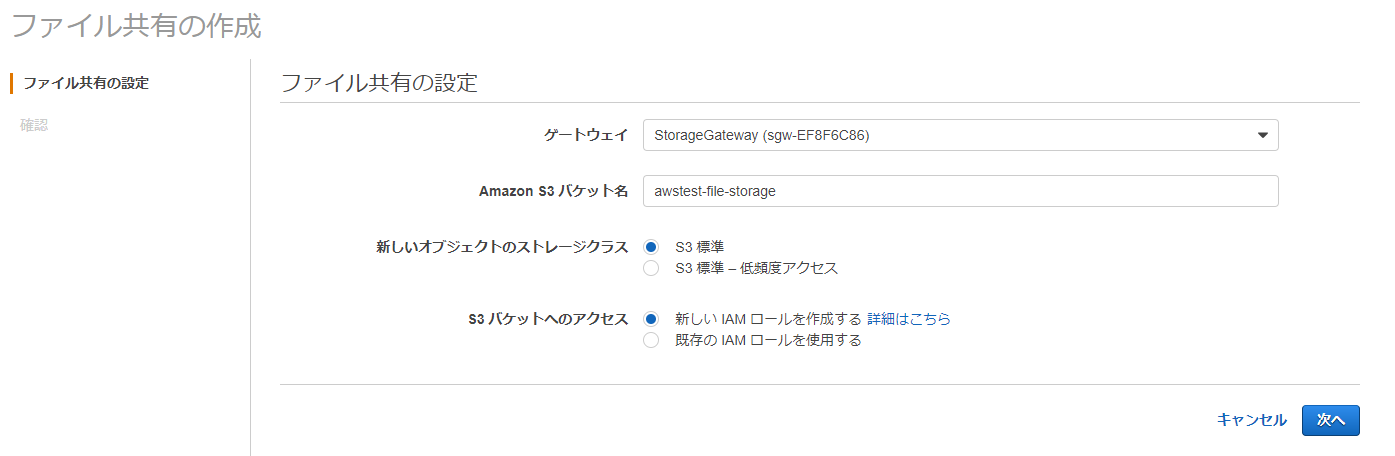 ファイル共有の作成
ファイル共有の設定
確認
ファイル共有の設定
ゲートウェイ StorageGateway (sgw-EF8F6C86)
Amazon S3 バケット名 awstest-file-storage
新しいオブジェクトのストレージクラス S3 標準
S3 標準 – 低頻度アクセス
S3 バケットへのアクセス 新しい IAM ロールを作成する 詳細はこちら
既存の IAM ロールを使用する
キャンセル 次へ